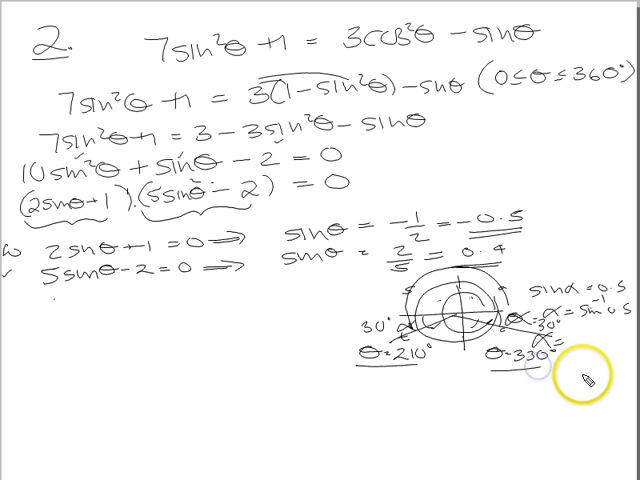 2. 7sin²θ + 1 = 3cos²θ - sinθ
7sin²θ + 1 = 3(1 - sin²θ) - sinθ (0 ≤ θ ≤ 360°)
7sin²θ + 1 = 3 - 3sin²θ - sinθ
10sin²θ + sinθ - 2 = 0
(2sinθ + 1).(5sinθ - 2) = 0
2sinθ + 1 = 0 ⟹ sinθ = -1/2 = -0.5
5sinθ - 2 = 0 ⟹ sinθ = 2/5 = 0.4
sinα = 0.5
α = sin⁻¹ 0.5
30° α
α = 30°
α =
θ = 210° θ = 330°